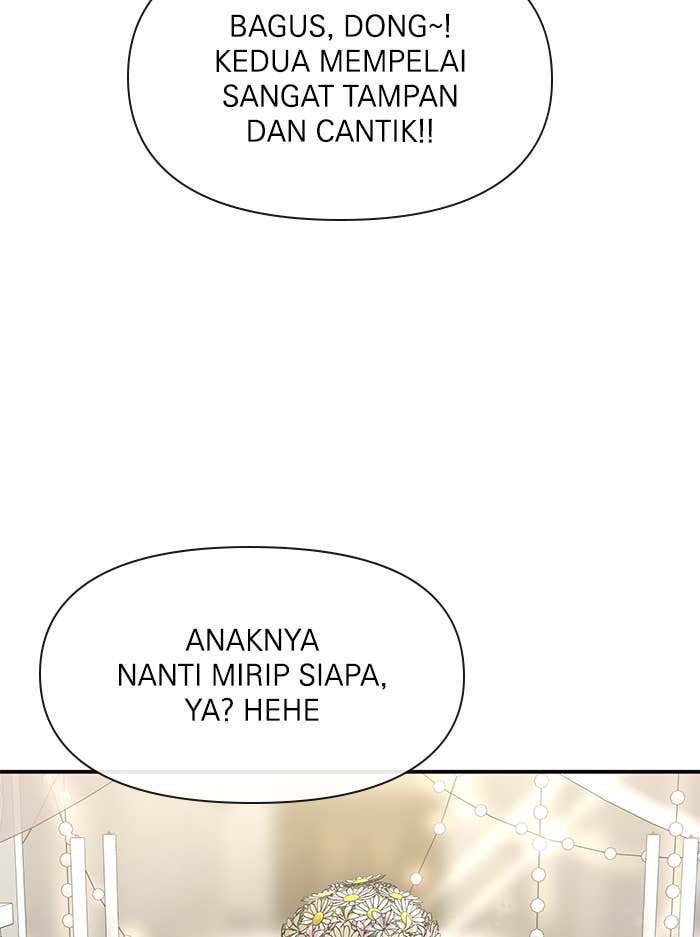 BAGUS, DONG~!
KEDUA MEMPELAI
SANGAT TAMPAN
DAN CANTIK!!
ANAKNYA
NANTI MIRIP SIAPA,
YA? HEHE